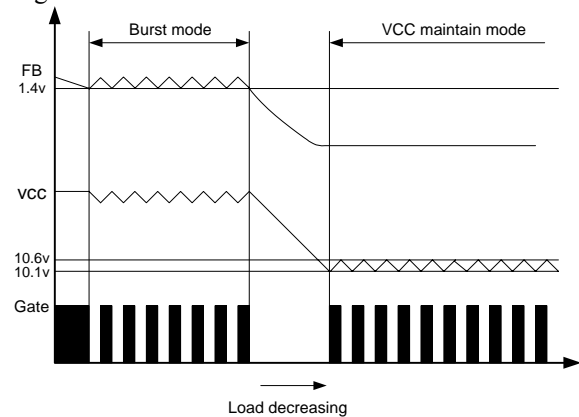 Burst mode
VCC maintain mode
FB
1.4v
VCC
10.6v
10.1v
Gate
Load decreasing